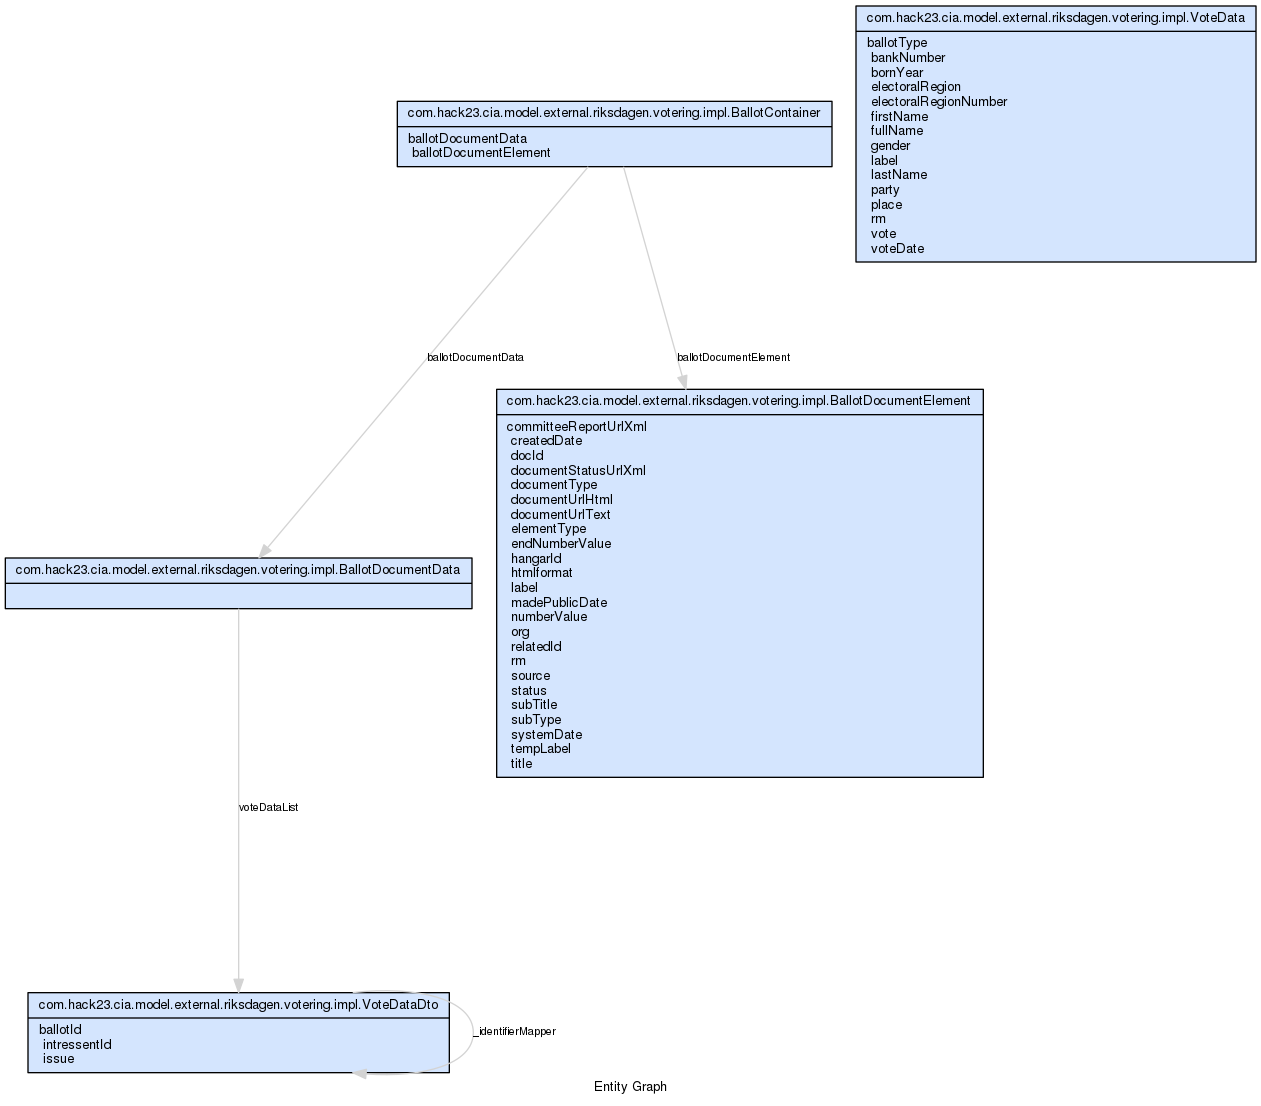 com.hack23.cia.model.external.riksdagen.votering.impl.VoteData
ballotType
bankNumber
bornYear
electoralRegion
electoralRegionNumber
firstName
fullName
gender
label
lastName
party
place
rm
vote
voteDate
com.hack23.cia.model.external.riksdagen.votering.impl.BallotContainer
ballotDocumentData
ballotDocumentElement
ballotDocumentData
ballotDocumentElement
com.hack23.cia.model.external.riksdagen.votering.impl.BallotDocumentElement
committeeReportUrlXml
createdDate
docId
documentStatusUrlXml
documentType
documentUrlHtml
documentUrlText
elementType
endNumberValue
hangarId
htmlformat
label
madePublicDate
numberValue
org
relatedId
rm
source
status
subTitle
subType
systemDate
tempLabel
title
com.hack23.cia.model.external.riksdagen.votering.impl.BallotDocumentData
voteDataList
com.hack23.cia.model.external.riksdagen.votering.impl.VoteDataDto
ballotId
intressentId
issue
_identifierMapper
Entity Graph